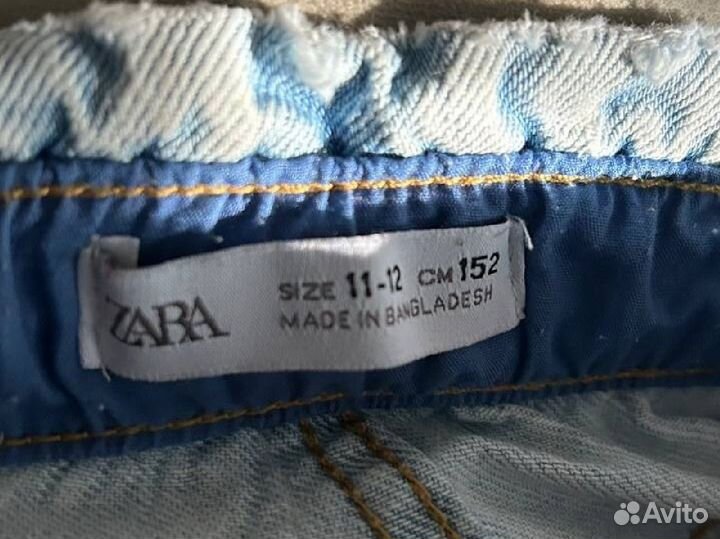 ZARA
SIZE 11-12 CM 152
MADE IN BANGLADESH
Avito